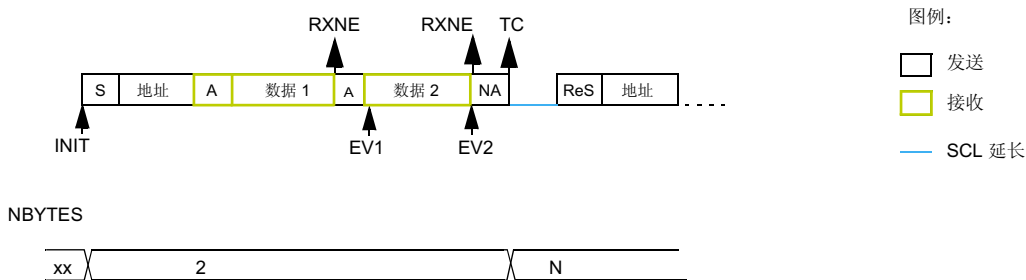 图例：
RXNE RXNE TC
发送
S 地址 A 数据 1 A 数据 2 NA ReS 地址
接收
INIT EV1 EV2
SCL 延长
NBYTES
xx 2 N